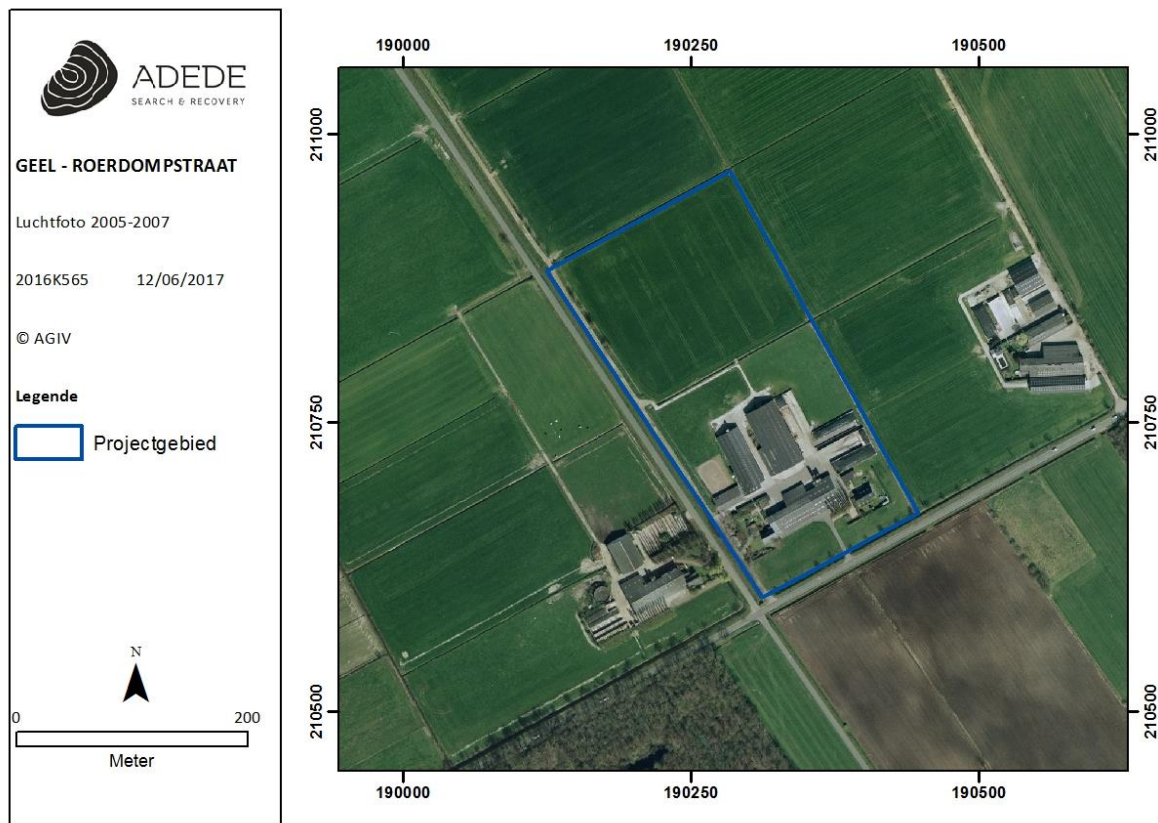 ADEDE
SEARCH & RECOVERY
GEEL - ROERDOMPSTRAAT
Luchtfoto 2005-2007
2016K565 12/06/2017
© AGIV
Legende
Projectgebied
N
0 200
Meter
190000 190250 190500
211000 211000
210750 210750
210500 210500
190000 190250 190500